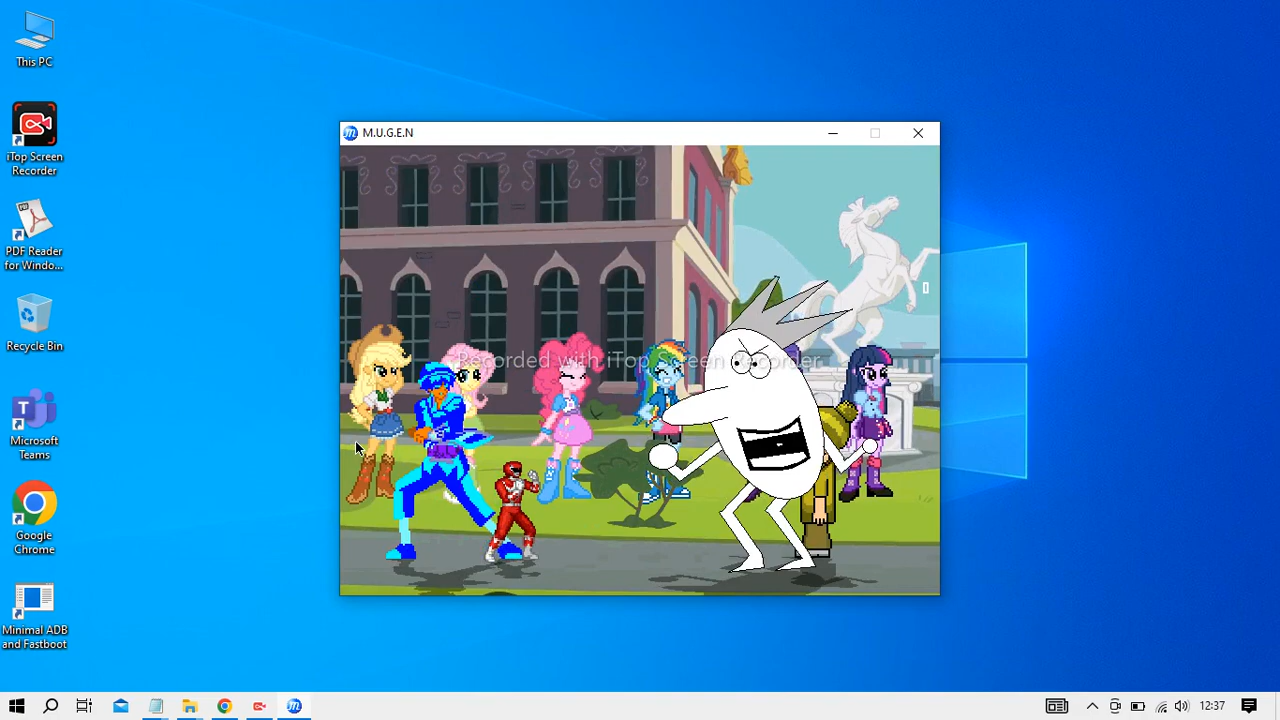 This PC
iTop Screen
Recorder
PDF Reader
for Windo...
Recycle Bin
Microsoft
Teams
Google
Chrome
Minimal ADB
and Fastboot
M.U.G.E.N
0
Recorded with iTop Screen Recorder
12:37